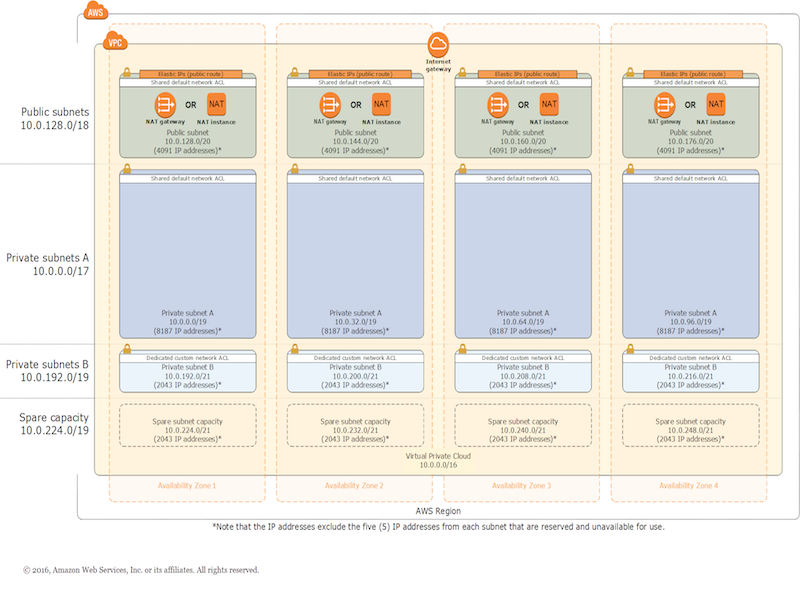 AWS
VPC
Internet
gateway
Public subnets
10.0.128.0/18
Elastic IPs (public route)
Shared default network ACL
OR
NAT
NAT gateway
NAT instance
Public subnet
10.0.128.0/20
(4091 IP addresses)*
Elastic IPs (public route)
Shared default network ACL
OR
NAT
NAT gateway
NAT instance
Public subnet
10.0.144.0/20
(4091 IP addresses)*
Elastic IPs (public route)
Shared default network ACL
OR
NAT
NAT gateway
NAT instance
Public subnet
10.0.160.0/20
(4091 IP addresses)*
Elastic IPs (public route)
Shared default network ACL
OR
NAT
NAT gateway
NAT instance
Public subnet
10.0.176.0/20
(4091 IP addresses)*
Private subnets A
10.0.0.0/17
Shared default network ACL
Private subnet A
10.0.0.0/19
(8187 IP addresses)*
Shared default network ACL
Private subnet A
10.0.32.0/19
(8187 IP addresses)*
Shared default network ACL
Private subnet A
10.0.64.0/19
(8187 IP addresses)*
Shared default network ACL
Private subnet A
10.0.96.0/19
(8187 IP addresses)*
Private subnets B
10.0.192.0/19
Dedicated custom network ACL
Private subnet B
10.0.192.0/21
(2043 IP addresses)*
Dedicated custom network ACL
Private subnet B
10.0.200.0/21
(2043 IP addresses)*
Dedicated custom network ACL
Private subnet B
10.0.208.0/21
(2043 IP addresses)*
Dedicated custom network ACL
Private subnet B
10.0.216.0/21
(2043 IP addresses)*
Spare capacity
10.0.224.0/19
Spare subnet capacity
10.0.224.0/21
(2043 IP addresses)*
Spare subnet capacity
10.0.232.0/21
(2043 IP addresses)*
Spare subnet capacity
10.0.240.0/21
(2043 IP addresses)*
Spare subnet capacity
10.0.248.0/21
(2043 IP addresses)*
Virtual Private Cloud
10.0.0.0/16
Availability Zone 1
Availability Zone 2
Availability Zone 3
Availability Zone 4
AWS Region
*Note that the IP addresses exclude the five (5) IP addresses from each subnet that are reserved and unavailable for use.
© 2016, Amazon Web Services, Inc. or its affiliates. All rights reserved.